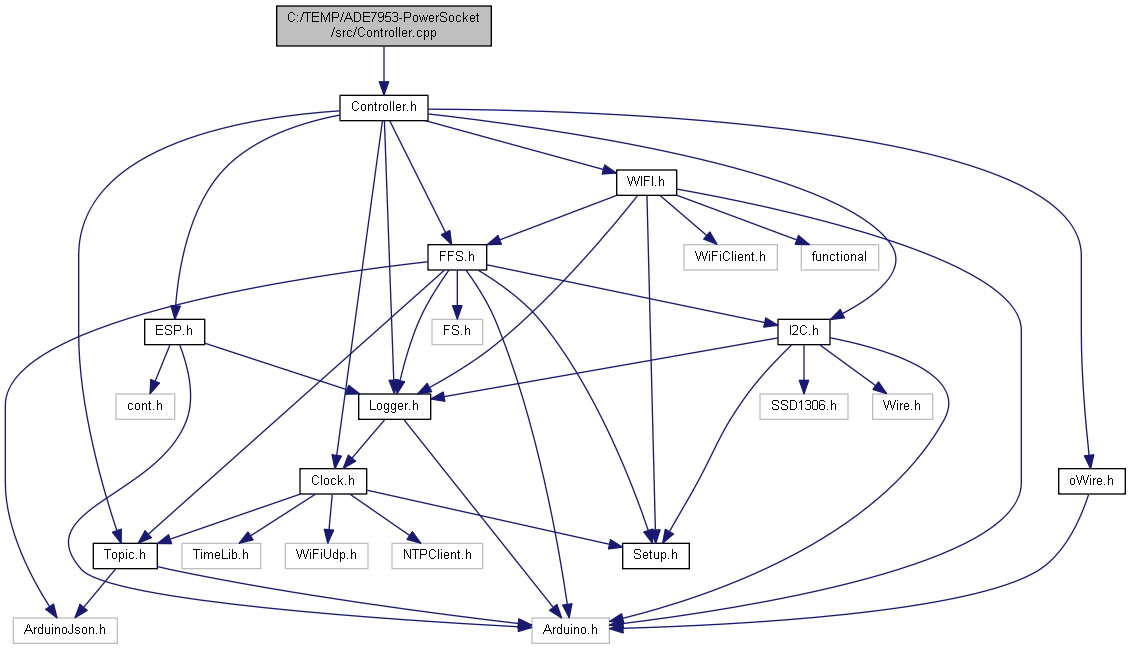 C:/TEMP/ADE7953-PowerSocket
/src/Controller.cpp
Controller.h
WIFI.h
FFS.h
WiFiClient.h
functional
ESP.h
FS.h
I2C.h
cont.h
Logger.h
SSD1306.h
Wire.h
Clock.h
oWire.h
Topic.h
TimeLib.h
WiFiUdp.h
NTPClient.h
Setup.h
ArduinoJson.h
Arduino.h